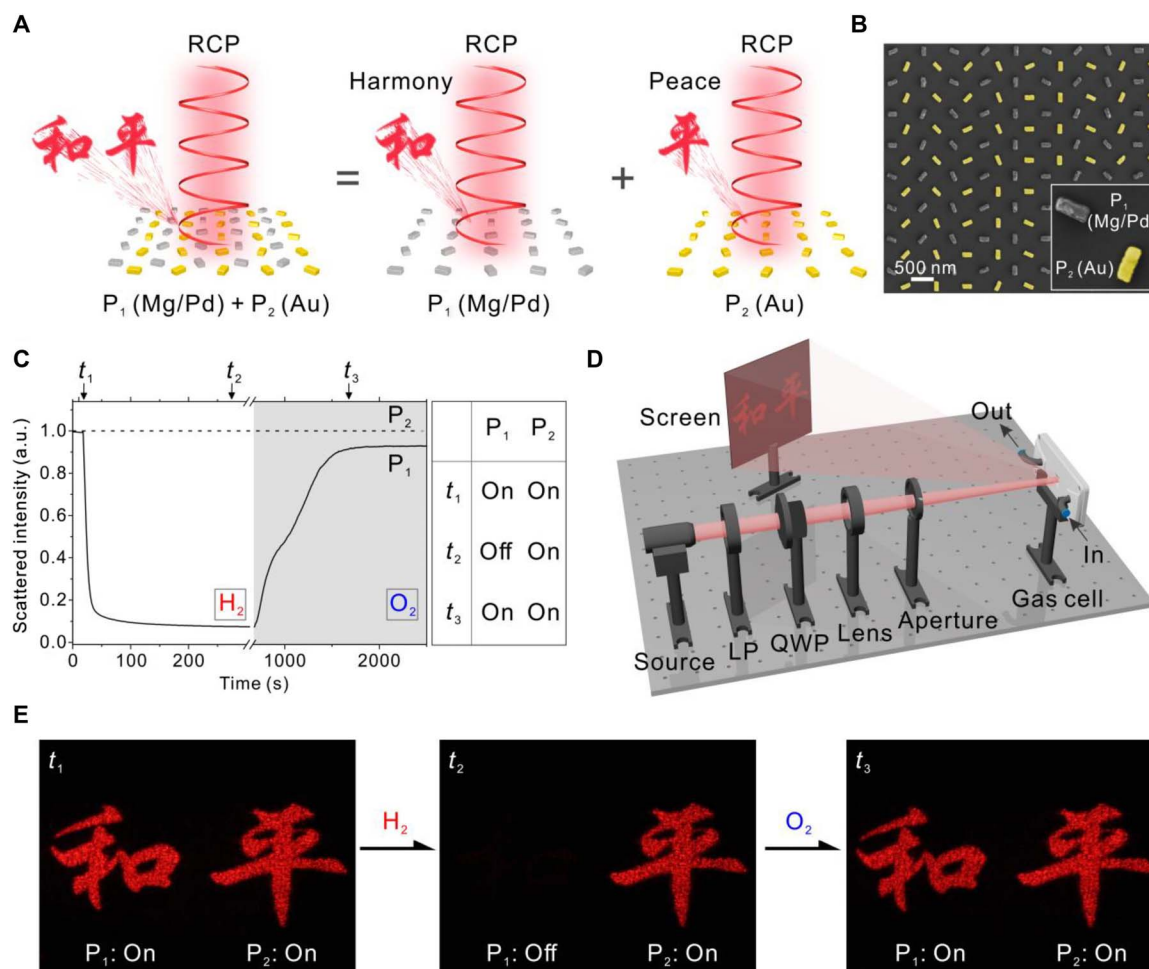 A
RCP
和平
P₁ (Mg/Pd) + P₂ (Au)
=
RCP
Harmony
和
P₁ (Mg/Pd)
+
RCP
Peace
平
P₂ (Au)
B
P₁
(Mg/Pd)
P₂ (Au)
500 nm
C
t₁ t₂ t₃
Scattered intensity (a.u.)
1.0
0.8
0.6
0.4
0.2
0.0
P₂
P₁
H₂
O₂
0 100 200 1000 2000
Time (s)
P₁ P₂
t₁ On On
t₂ Off On
t₃ On On
D
Screen
和平
Out
In
Source
LP
QWP
Lens
Aperture
Gas cell
E
t₁
和平
P₁: On P₂: On
H₂
t₂
平
P₁: Off P₂: On
O₂
t₃
和平
P₁: On P₂: On